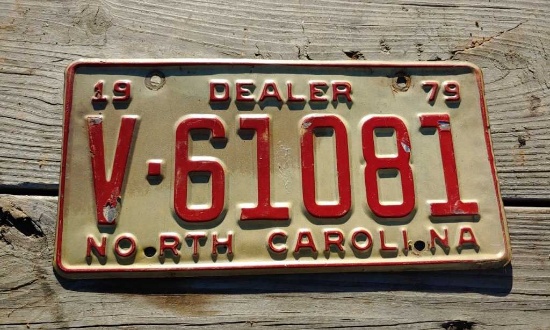 19 DEALER 79
V·61081
NORTH CAROLINA